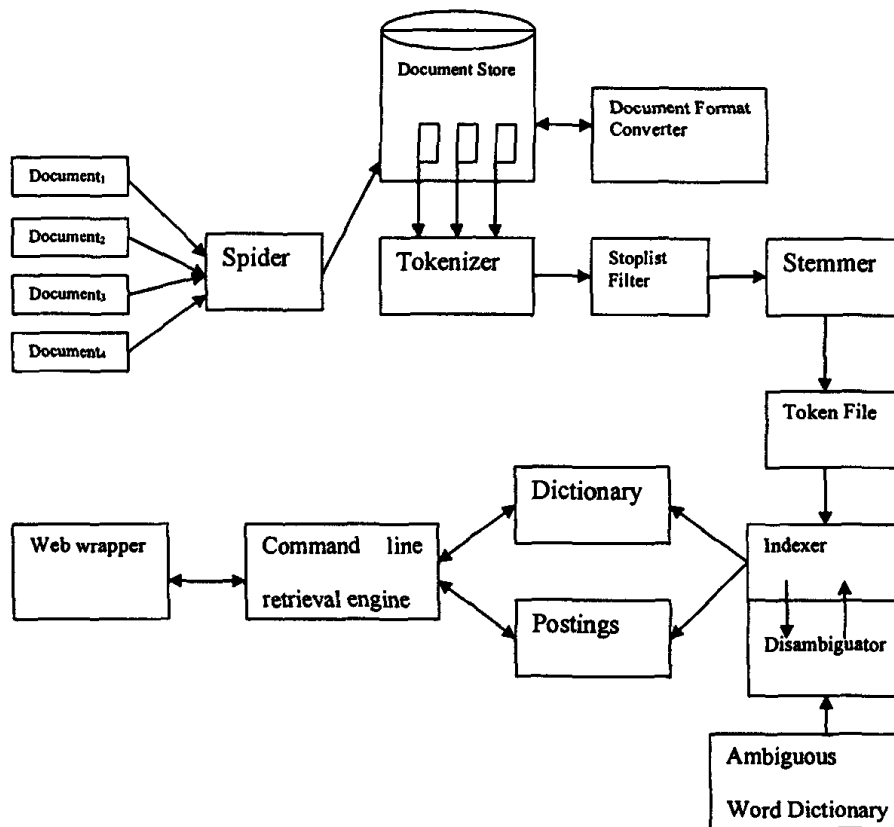 Document Store
Document Format
Converter
Document₁
Document₂
Document₃
Document₄
Spider
Tokenizer
Stoplist
Filter
Stemmer
Token File
Dictionary
Web wrapper
Command line
retrieval engine
Indexer
Postings
Disambiguator
Ambiguous
Word Dictionary